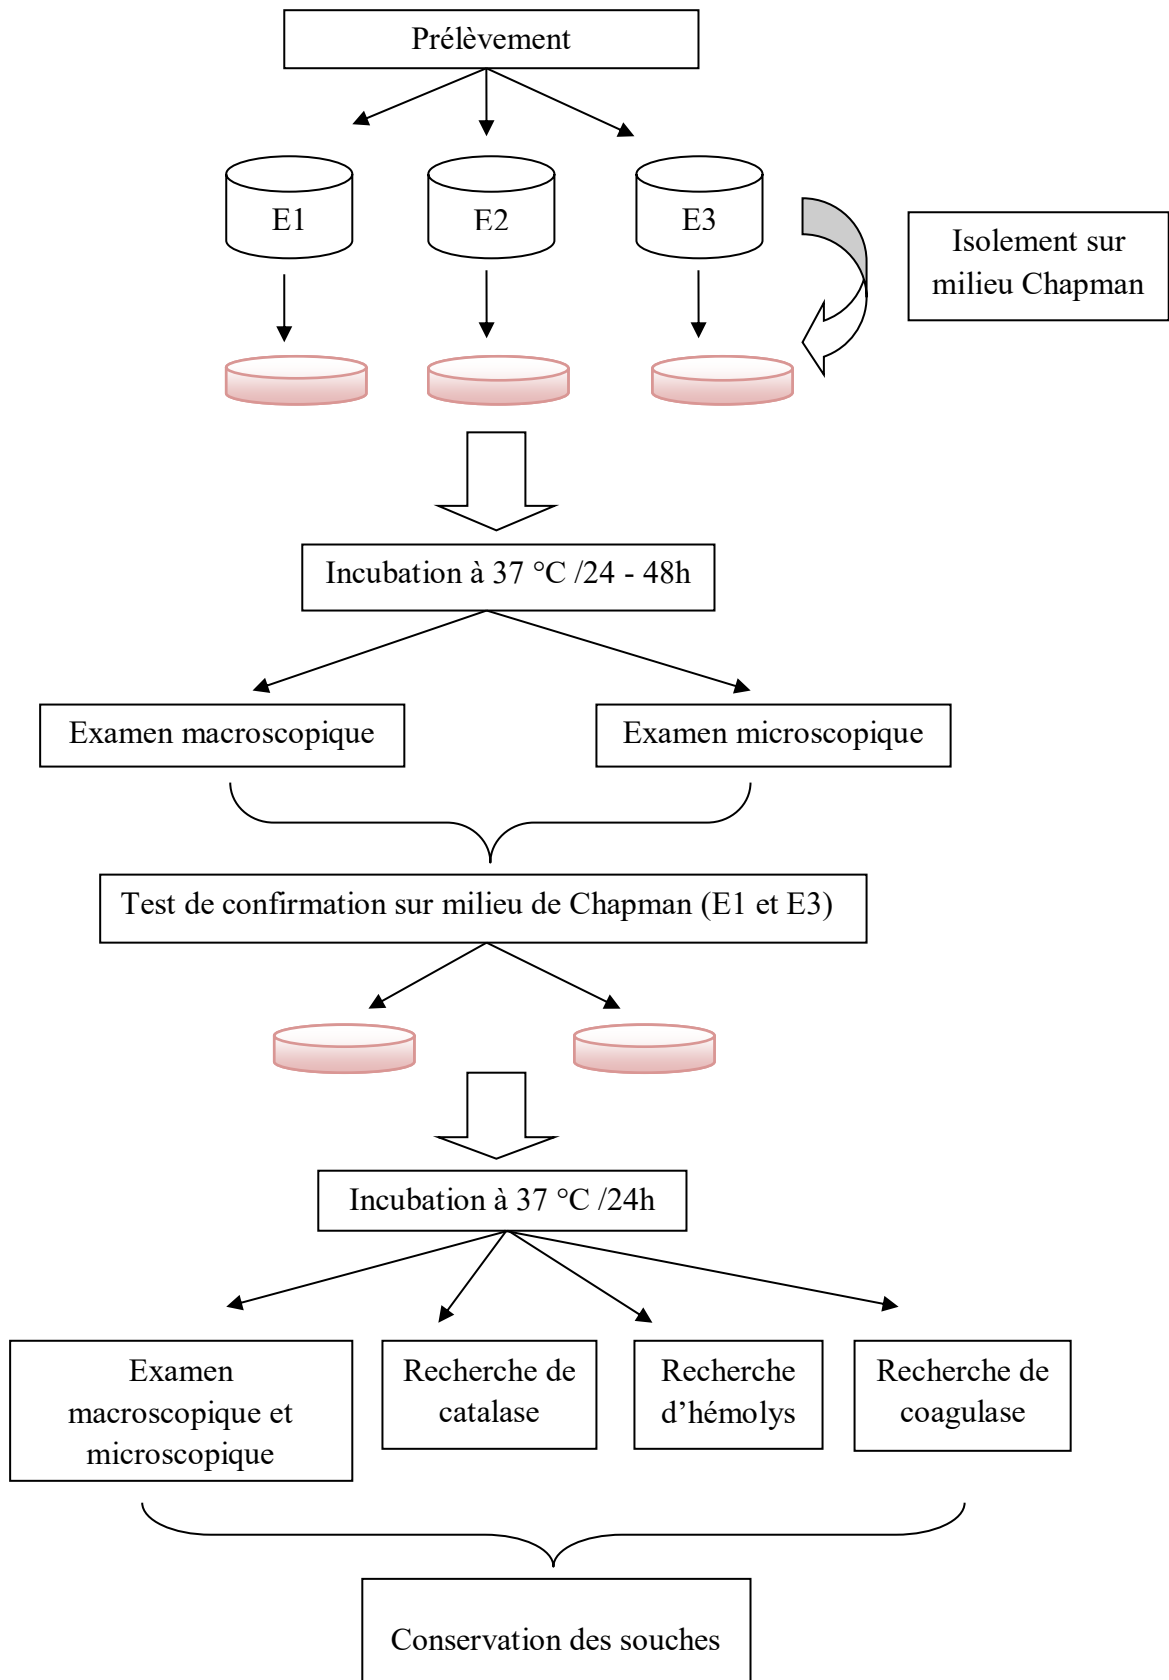 Prélèvement
E1
E2
E3
Isolement sur
milieu Chapman
Incubation à 37 °C /24 - 48h
Examen macroscopique
Examen microscopique
Test de confirmation sur milieu de Chapman (E1 et E3)
Incubation à 37 °C /24h
Examen
macroscopique et
microscopique
Recherche de
catalase
Recherche
d’hémolys
Recherche de
coagulase
Conservation des souches